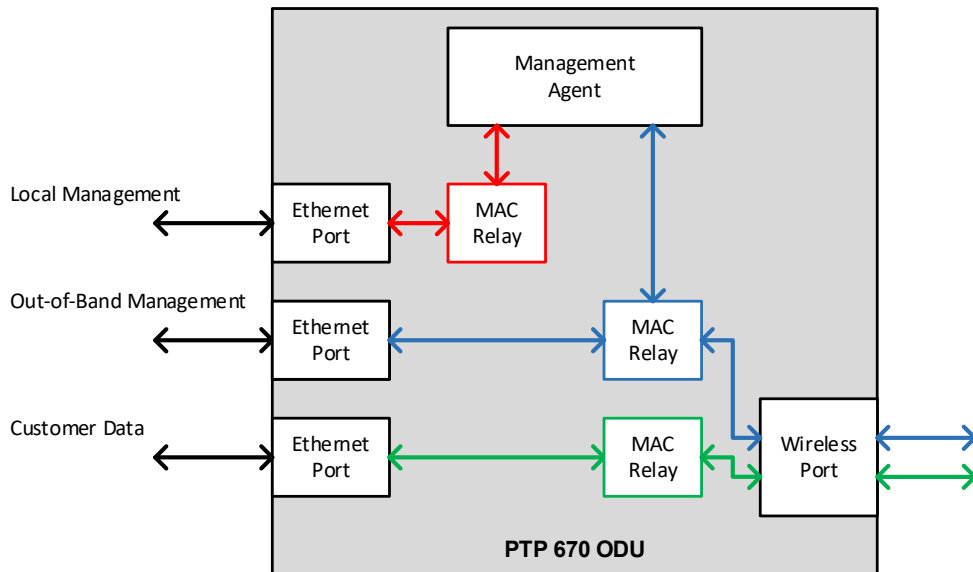 Management
Agent
Local Management
Ethernet
Port
MAC
Relay
Out-of-Band Management
Ethernet
Port
MAC
Relay
Customer Data
Ethernet
Port
MAC
Relay
Wireless
Port
PTP 670 ODU